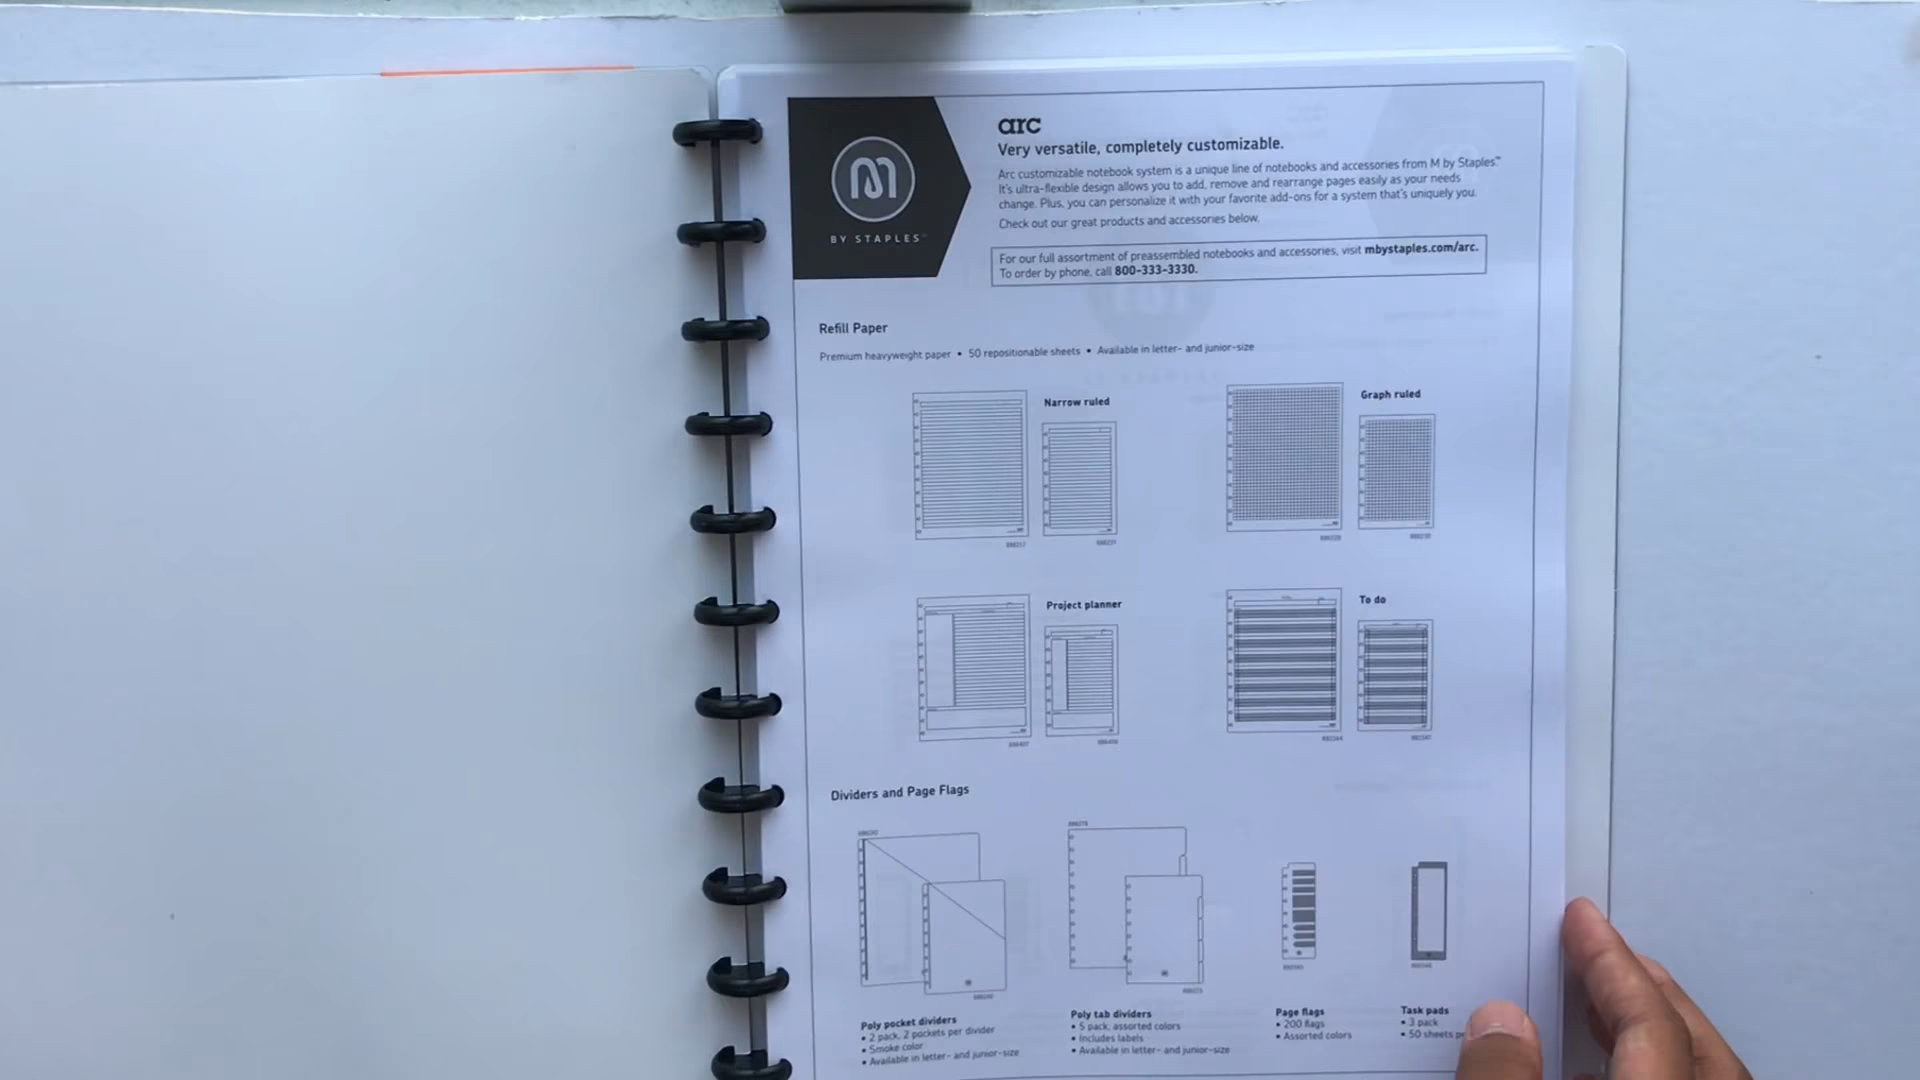 arc
Very versatile, completely customizable.
Arc customizable notebook system is a unique line of notebooks and accessories from M by Staples.™
It's ultra-flexible design allows you to add, remove and rearrange pages easily as your needs
change. Plus, you can personalize it with your favorite add-ons for a system that's uniquely you.
Check out our great products and accessories below.
M
BY STAPLES™
For our full assortment of preassembled notebooks and accessories, visit mbystaples.com/arc.
To order by phone, call 800-333-3330.
Refill Paper
Premium heavyweight paper • 50 repositionable sheets • Available in letter- and junior-size
Narrow ruled
Graph ruled
Project planner
To do
Dividers and Page Flags
Poly pocket dividers
• 2 pack, 2 pockets per divider
• Smoke color
• Available in letter- and junior-size
Poly tab dividers
• 5 pack, assorted colors
• Includes labels
• Available in letter- and junior-size
Page flags
• 200 flags
• Assorted colors
Task pads
• 3 pack
• 50 sheets